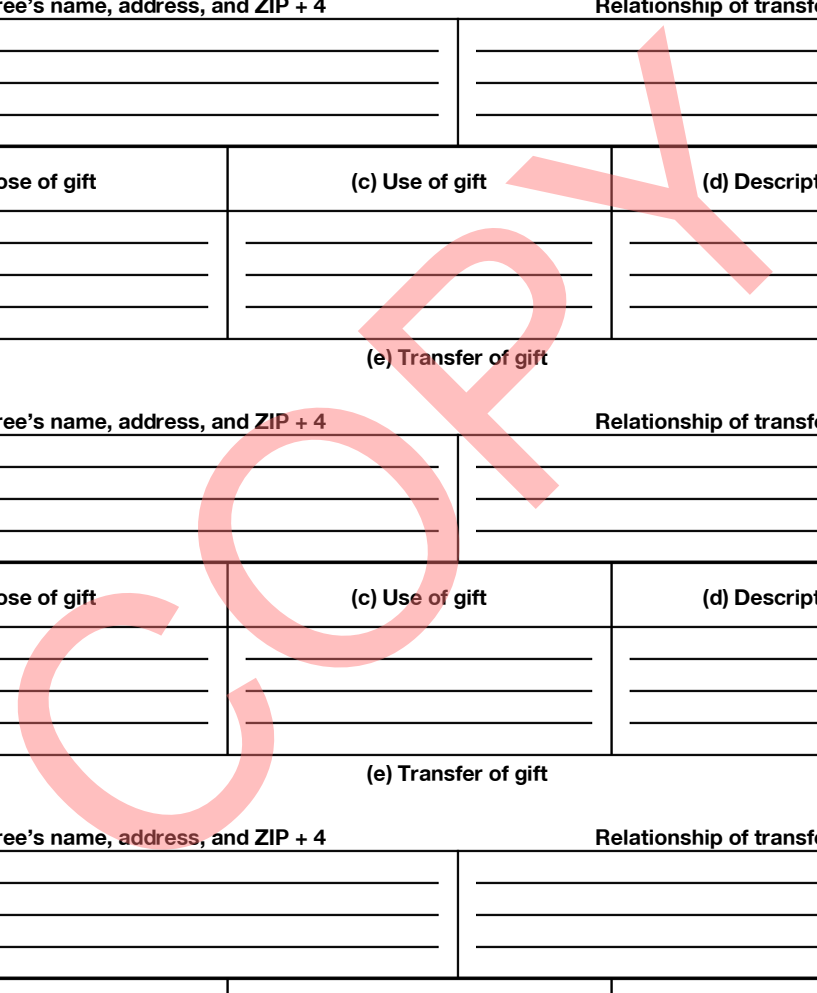 ree’s name, address, and ZIP + 4 Relationship of transfe
ose of gift (c) Use of gift (d) Descript
(e) Transfer of gift
ree’s name, address, and ZIP + 4 Relationship of transfe
ose of gift (c) Use of gift (d) Descript
(e) Transfer of gift
ree’s name, address, and ZIP + 4 Relationship of transfe
COPY